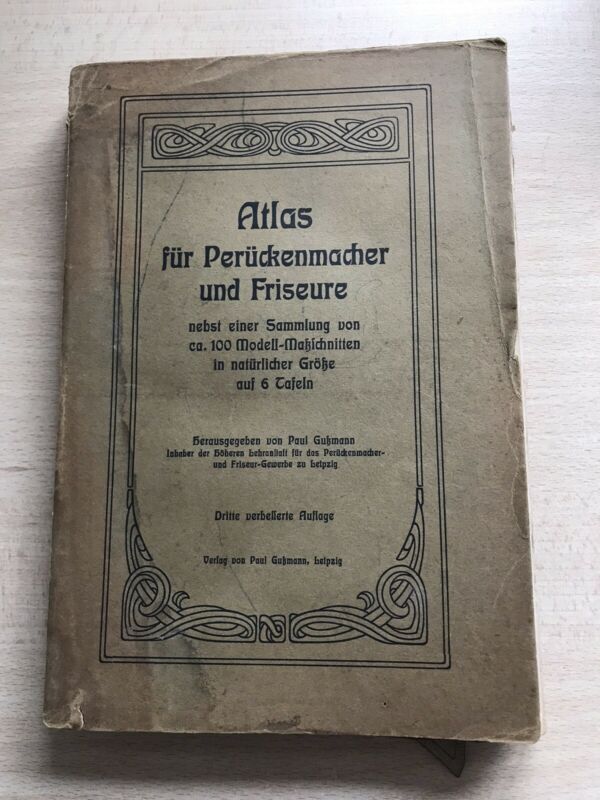 Atlas
für Perückenmacher
und Friseure
nebst einer Sammlung von
ca. 100 Modell-Maßschnitten
in natürlicher Größe
auf 6 Tafeln
Herausgegeben von Paul Gußmann
Inhaber der Höheren Lehranstalt für das Perückenmacher-
und Friseur-Gewerbe zu Leipzig
Dritte verbesserte Auflage
Verlag von Paul Gußmann, Leipzig